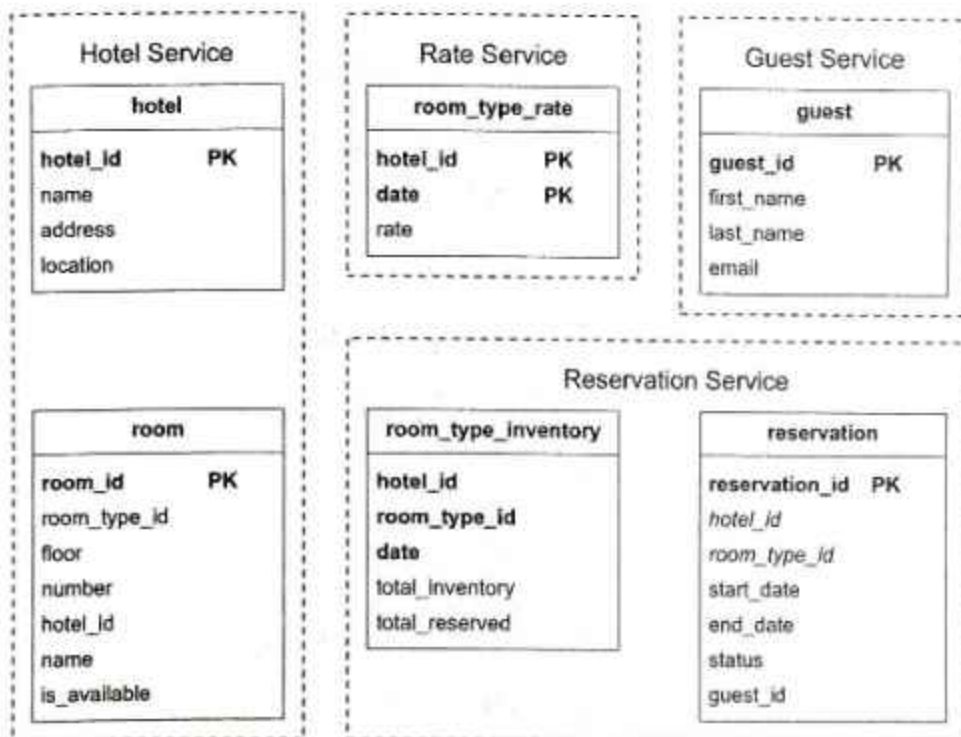 Hotel Service
hotel
hotel_id PK
name
address
location
room
room_id PK
room_type_id
floor
number
hotel_id
name
is_available
Rate Service
room_type_rate
hotel_id PK
date PK
rate
Guest Service
guest
guest_id PK
first_name
last_name
email
Reservation Service
room_type_inventory
hotel_id
room_type_id
date
total_inventory
total_reserved
reservation
reservation_id PK
hotel_id
room_type_id
start_date
end_date
status
guest_id